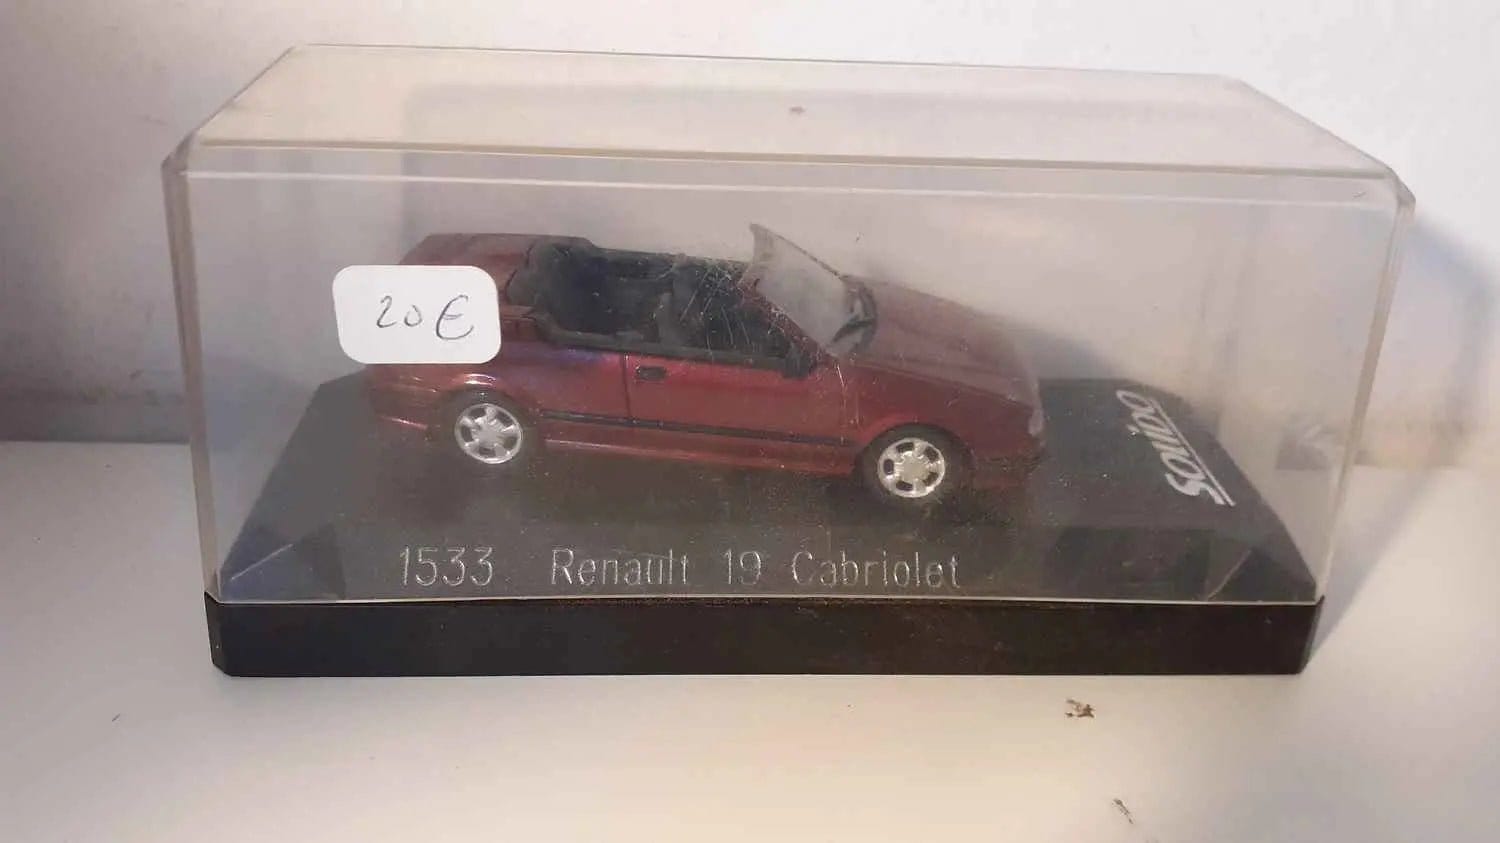 20€
Solido
1533 Renault 19 Cabriolet